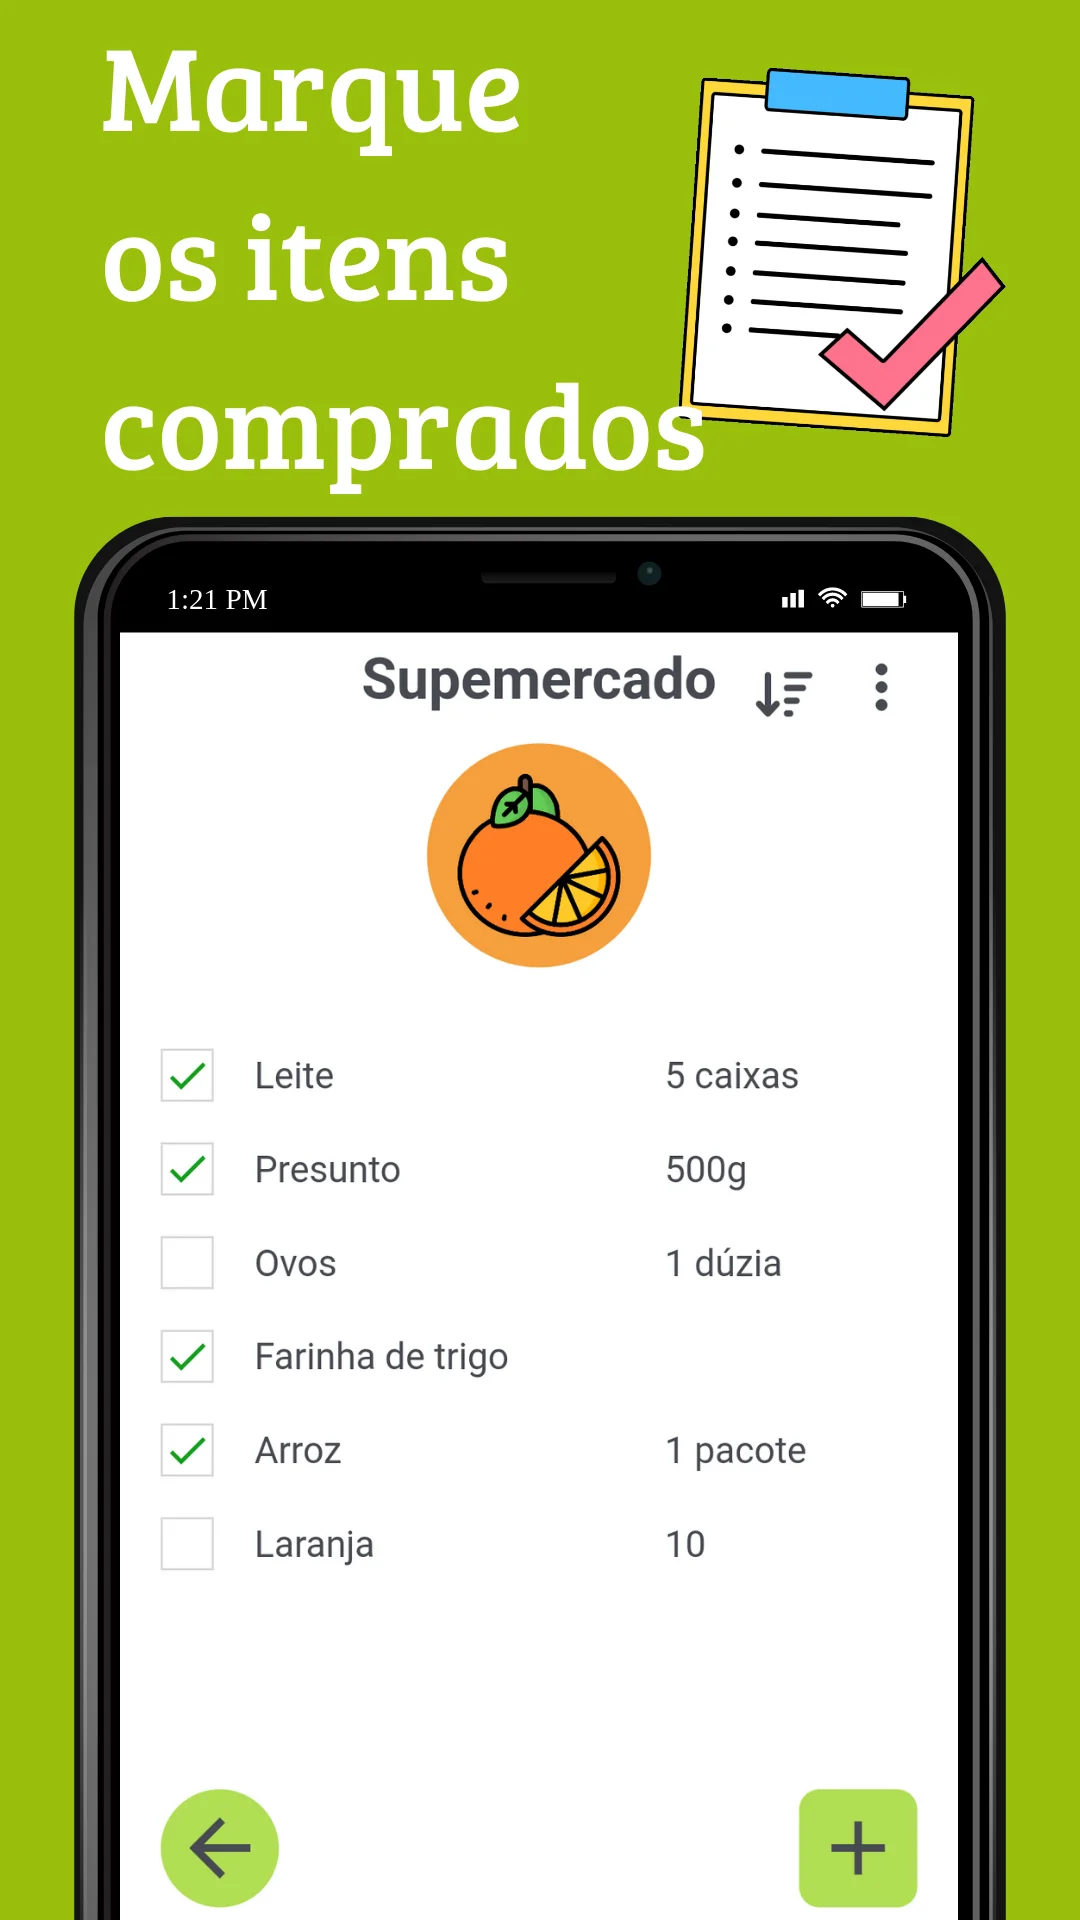 Marque
os itens
comprados
1:21 PM
Supemercado
Leite 5 caixas
Presunto 500g
Ovos 1 dúzia
Farinha de trigo
Arroz 1 pacote
Laranja 10